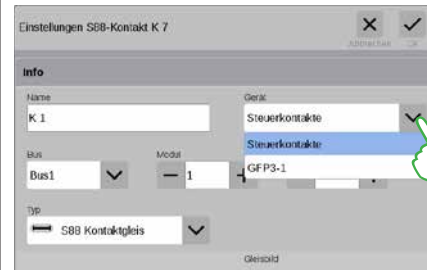 Einstellungen S88-Kontakt K 7
Abbrechen OK
Info
Name Gerät
K 1 Steuerkontakte
Steuerkontakte
Bus Modul
Bus1 1 GFP3-1
Typ
S88 Kontaktgleis
Gleisbild